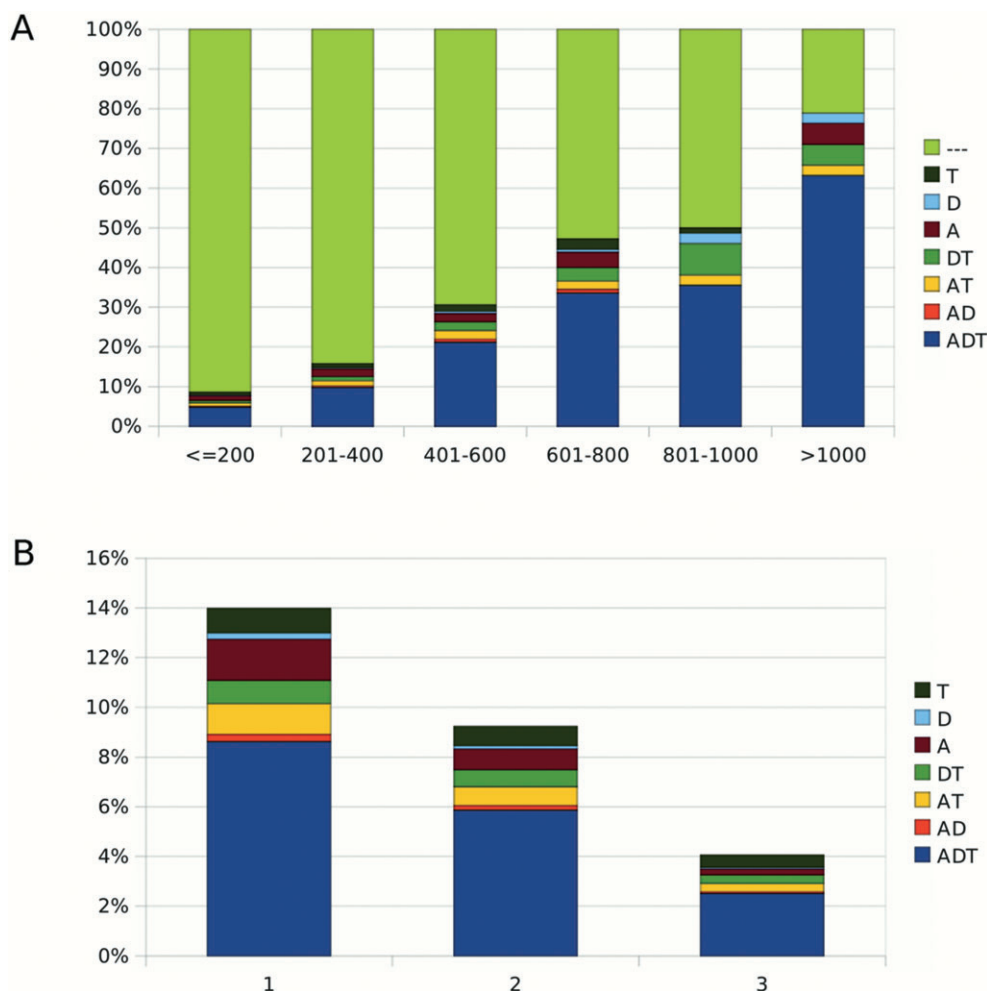 A
100%
90%
80%
70%
60%
50%
40%
30%
20%
10%
0%
<=200 201-400 401-600 601-800 801-1000 >1000
---
T
D
A
DT
AT
AD
ADT
B
16%
14%
12%
10%
8%
6%
4%
2%
0%
1 2 3
T
D
A
DT
AT
AD
ADT